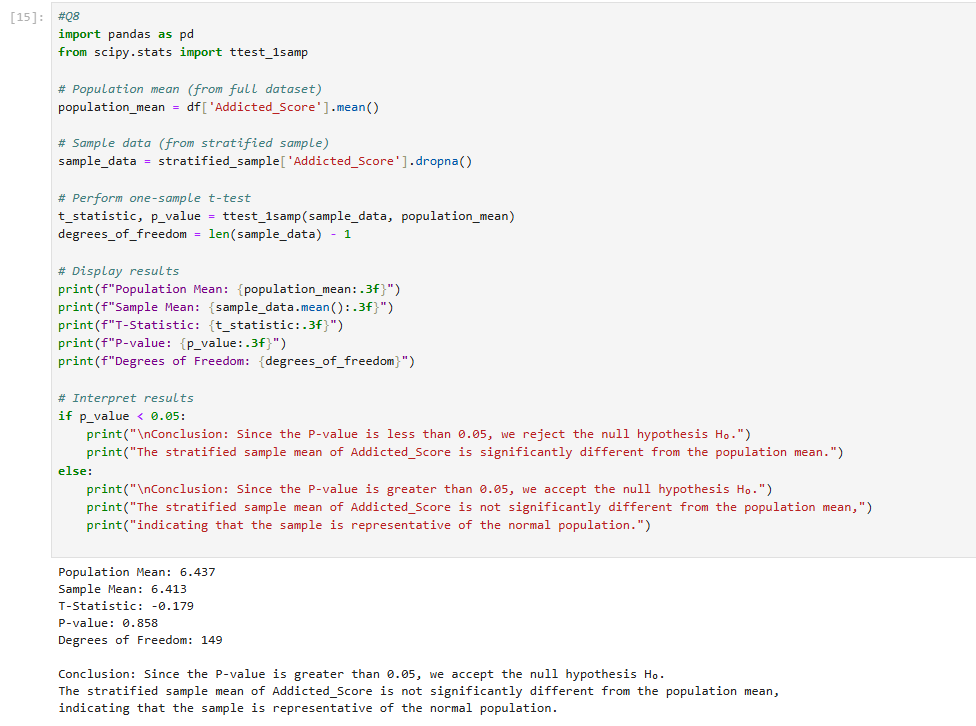 [15]: #Q8
import pandas as pd
from scipy.stats import ttest_1samp
# Population mean (from full dataset)
population_mean = df['Addicted_Score'].mean()
# Sample data (from stratified sample)
sample_data = stratified_sample['Addicted_Score'].dropna()
# Perform one-sample t-test
t_statistic, p_value = ttest_1samp(sample_data, population_mean)
degrees_of_freedom = len(sample_data) - 1
# Display results
print(f"Population Mean: {population_mean:.3f}")
print(f"Sample Mean: {sample_data.mean():.3f}")
print(f"T-Statistic: {t_statistic:.3f}")
print(f"P-value: {p_value:.3f}")
print(f"Degrees of Freedom: {degrees_of_freedom}")
# Interpret results
if p_value < 0.05:
    print("\nConclusion: Since the P-value is less than 0.05, we reject the null hypothesis H₀.")
    print("The stratified sample mean of Addicted_Score is significantly different from the population mean.")
else:
    print("\nConclusion: Since the P-value is greater than 0.05, we accept the null hypothesis H₀.")
    print("The stratified sample mean of Addicted_Score is not significantly different from the population mean,")
    print("indicating that the sample is representative of the normal population.")
Population Mean: 6.437
Sample Mean: 6.413
T-Statistic: -0.179
P-value: 0.858
Degrees of Freedom: 149
Conclusion: Since the P-value is greater than 0.05, we accept the null hypothesis H₀.
The stratified sample mean of Addicted_Score is not significantly different from the population mean,
indicating that the sample is representative of the normal population.